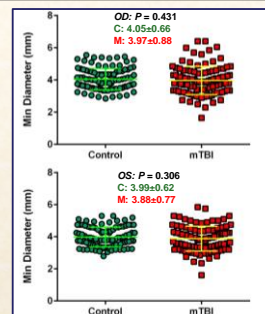 OD: P = 0.431
C: 4.05±0.66
M: 3.97±0.88
Min Diameter (mm)
8
6
4
2
0
Control mTBI
OS: P = 0.306
C: 3.99±0.62
M: 3.88±0.77
Min Diameter (mm)
8
6
4
2
0
Control mTBI